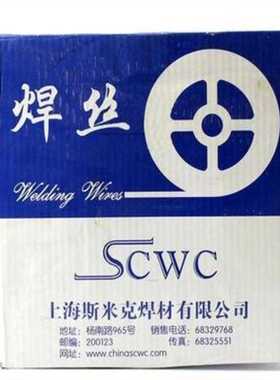 焊丝
Welding Wires
SCWC
上海斯米克焊材有限公司
地址：杨南路965号 销售电话：68329768
邮编：200123 传真：68325551
网址：www.chinascwc.com